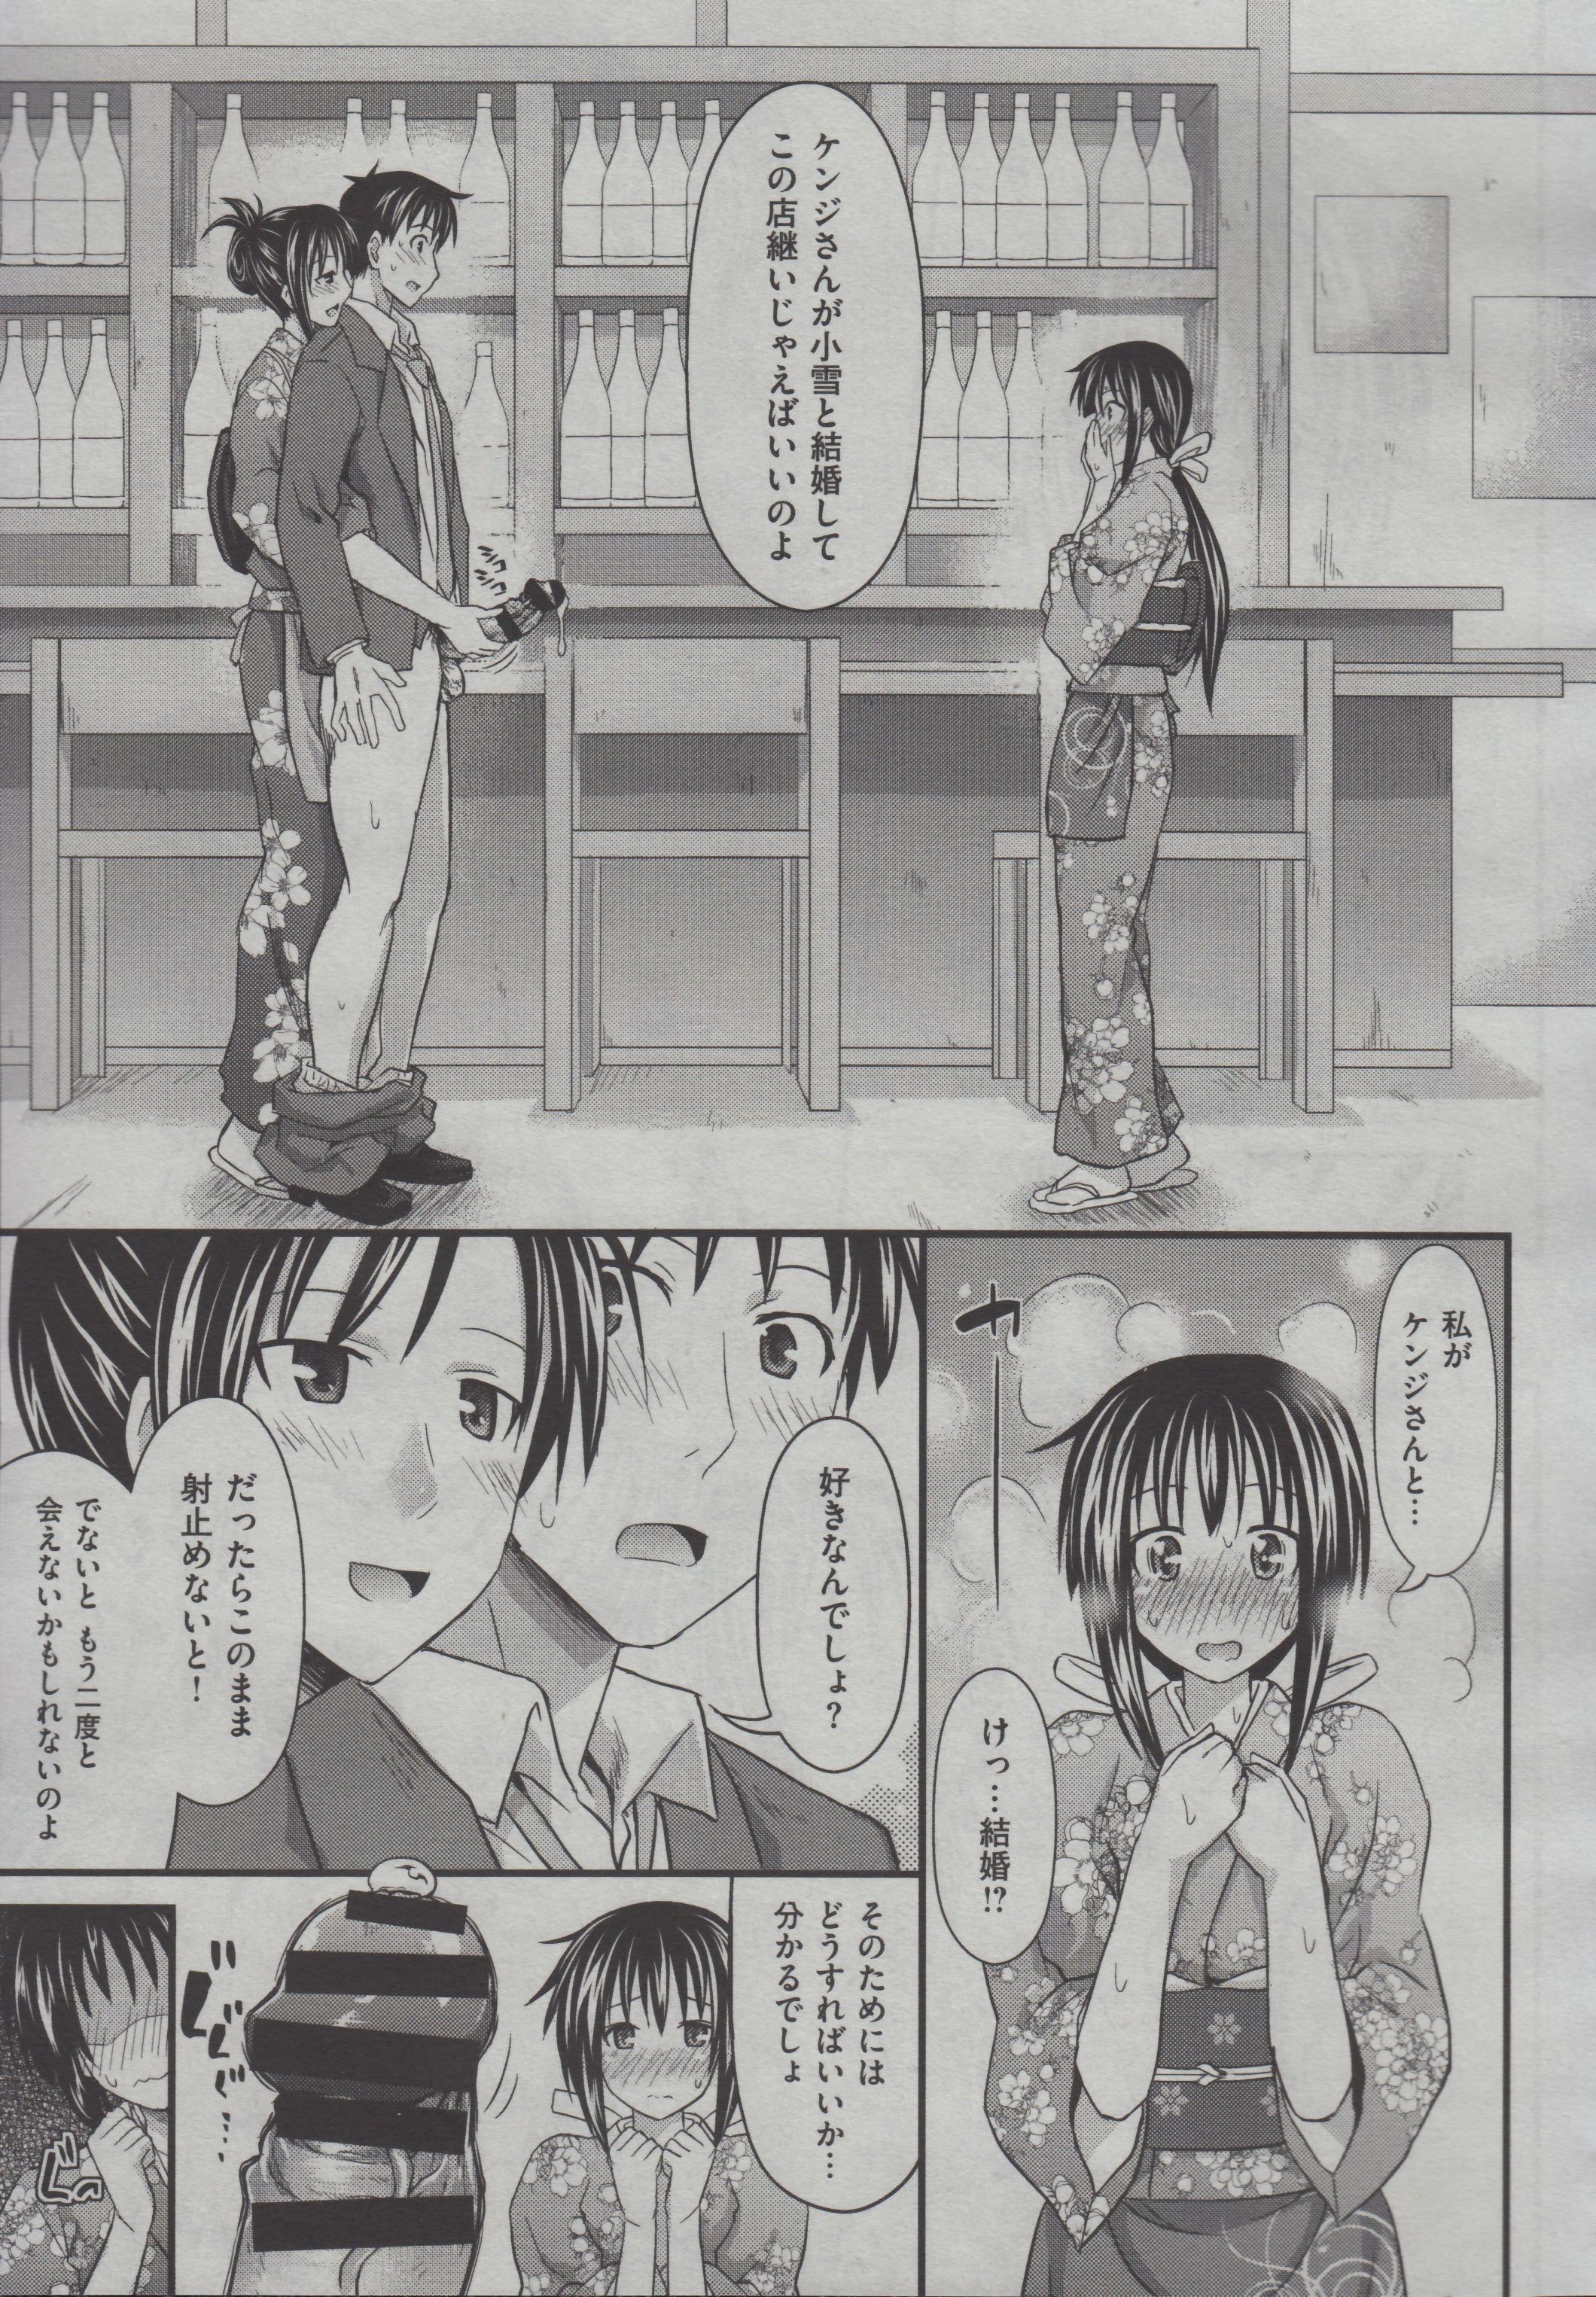 ケンジさんが小雪と結婚して
この店継いじゃえばいいのよ
シコ
シコ
私が
ケンジさんと…
カー
けっ…結婚!?
好きなんでしょ？
だったらこのまま
射止めないと！
でないと もう二度と
会えないかもしれないのよ
そのためには
どうすればいいか…
分かるでしょ